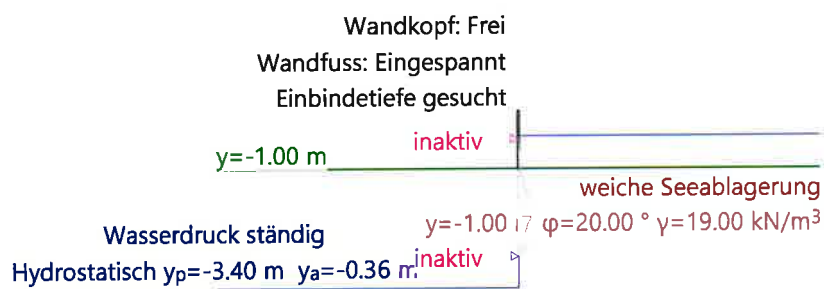 Wandkopf: Frei
Wandfuss: Eingespannt
Einbindetiefe gesucht
inaktiv
y=-1.00 m
weiche Seeablagerung
y=-1.00 φ=20.00 ° γ=19.00 kN/m³
Wasserdruck ständig
inaktiv
Hydrostatisch yp=-3.40 m ya=-0.36 m